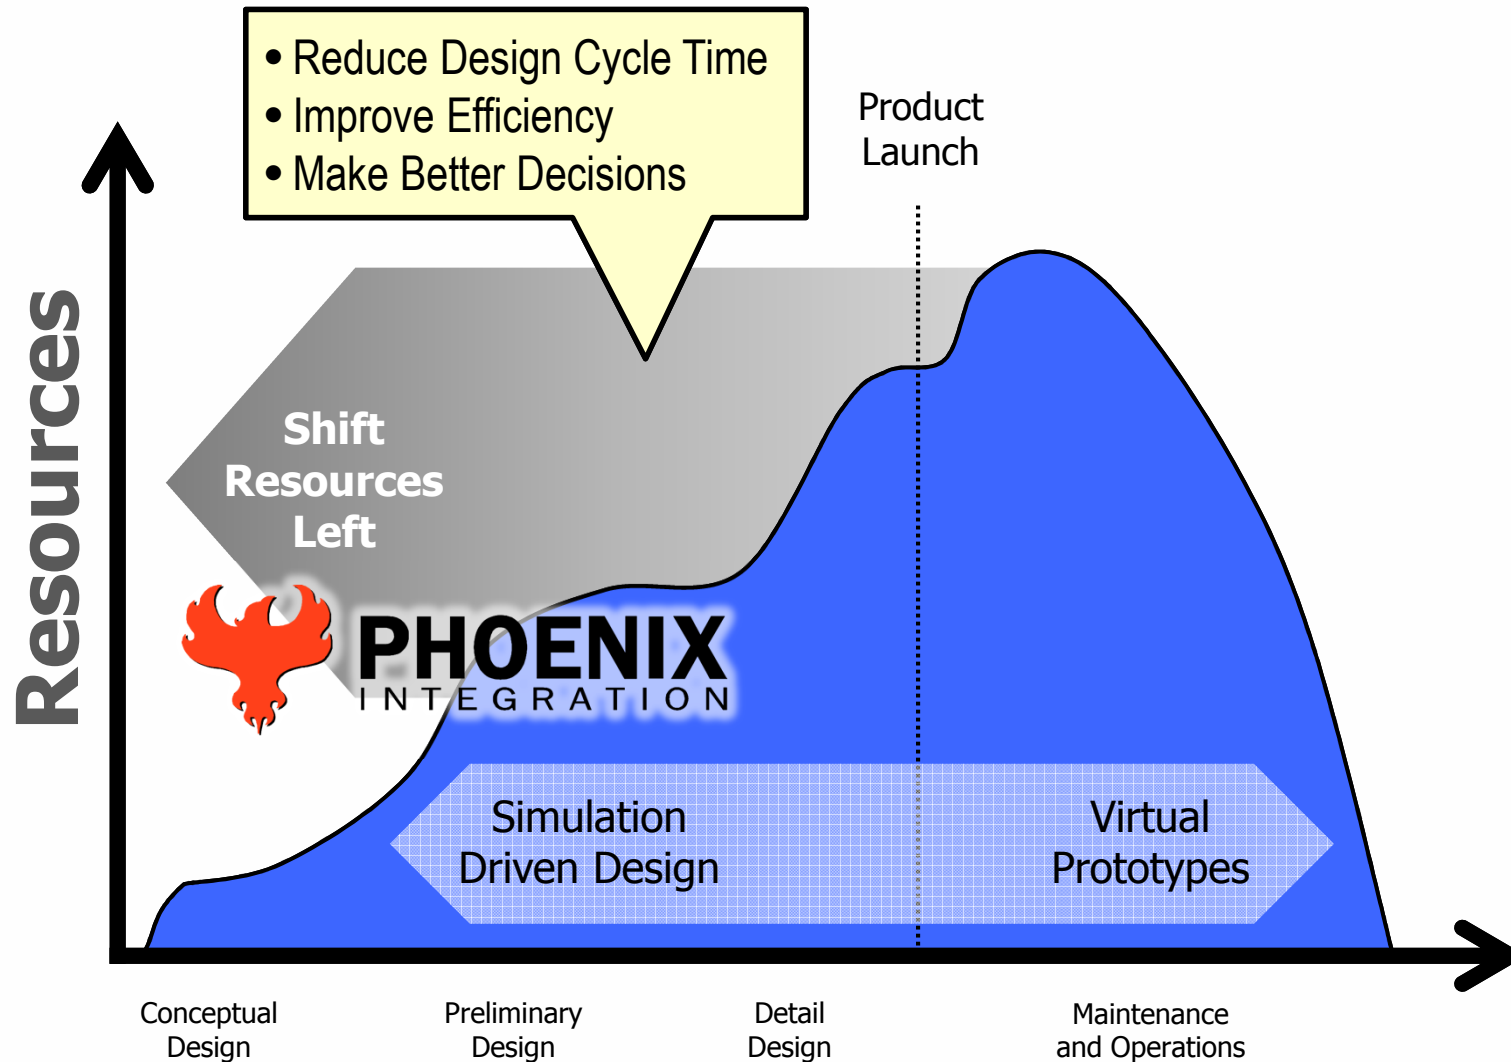 • Reduce Design Cycle Time
• Improve Efficiency
• Make Better Decisions
Product
Launch
Resources
Shift
Resources
Left
PHOENIX
INTEGRATION
Simulation
Driven Design
Virtual
Prototypes
Conceptual
Design
Preliminary
Design
Detail
Design
Maintenance
and Operations